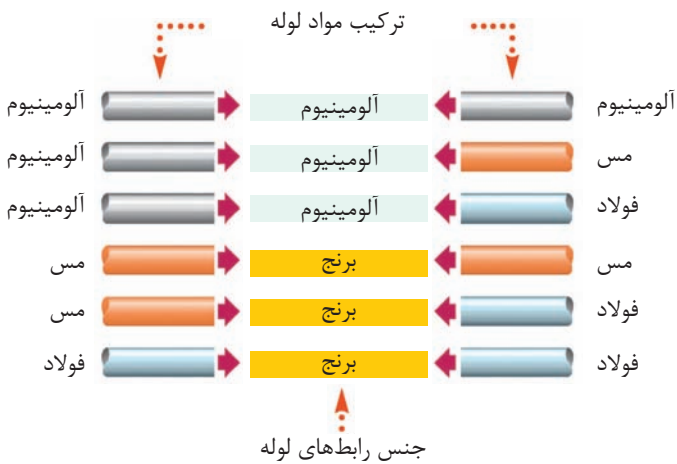 ترکیب مواد لوله
آلومینیوم آلومینیوم آلومینیوم
مس آلومینیوم آلومینیوم
فولاد آلومینیوم آلومینیوم
مس برنج مس
فولاد برنج مس
فولاد برنج فولاد
جنس رابط‌های لوله